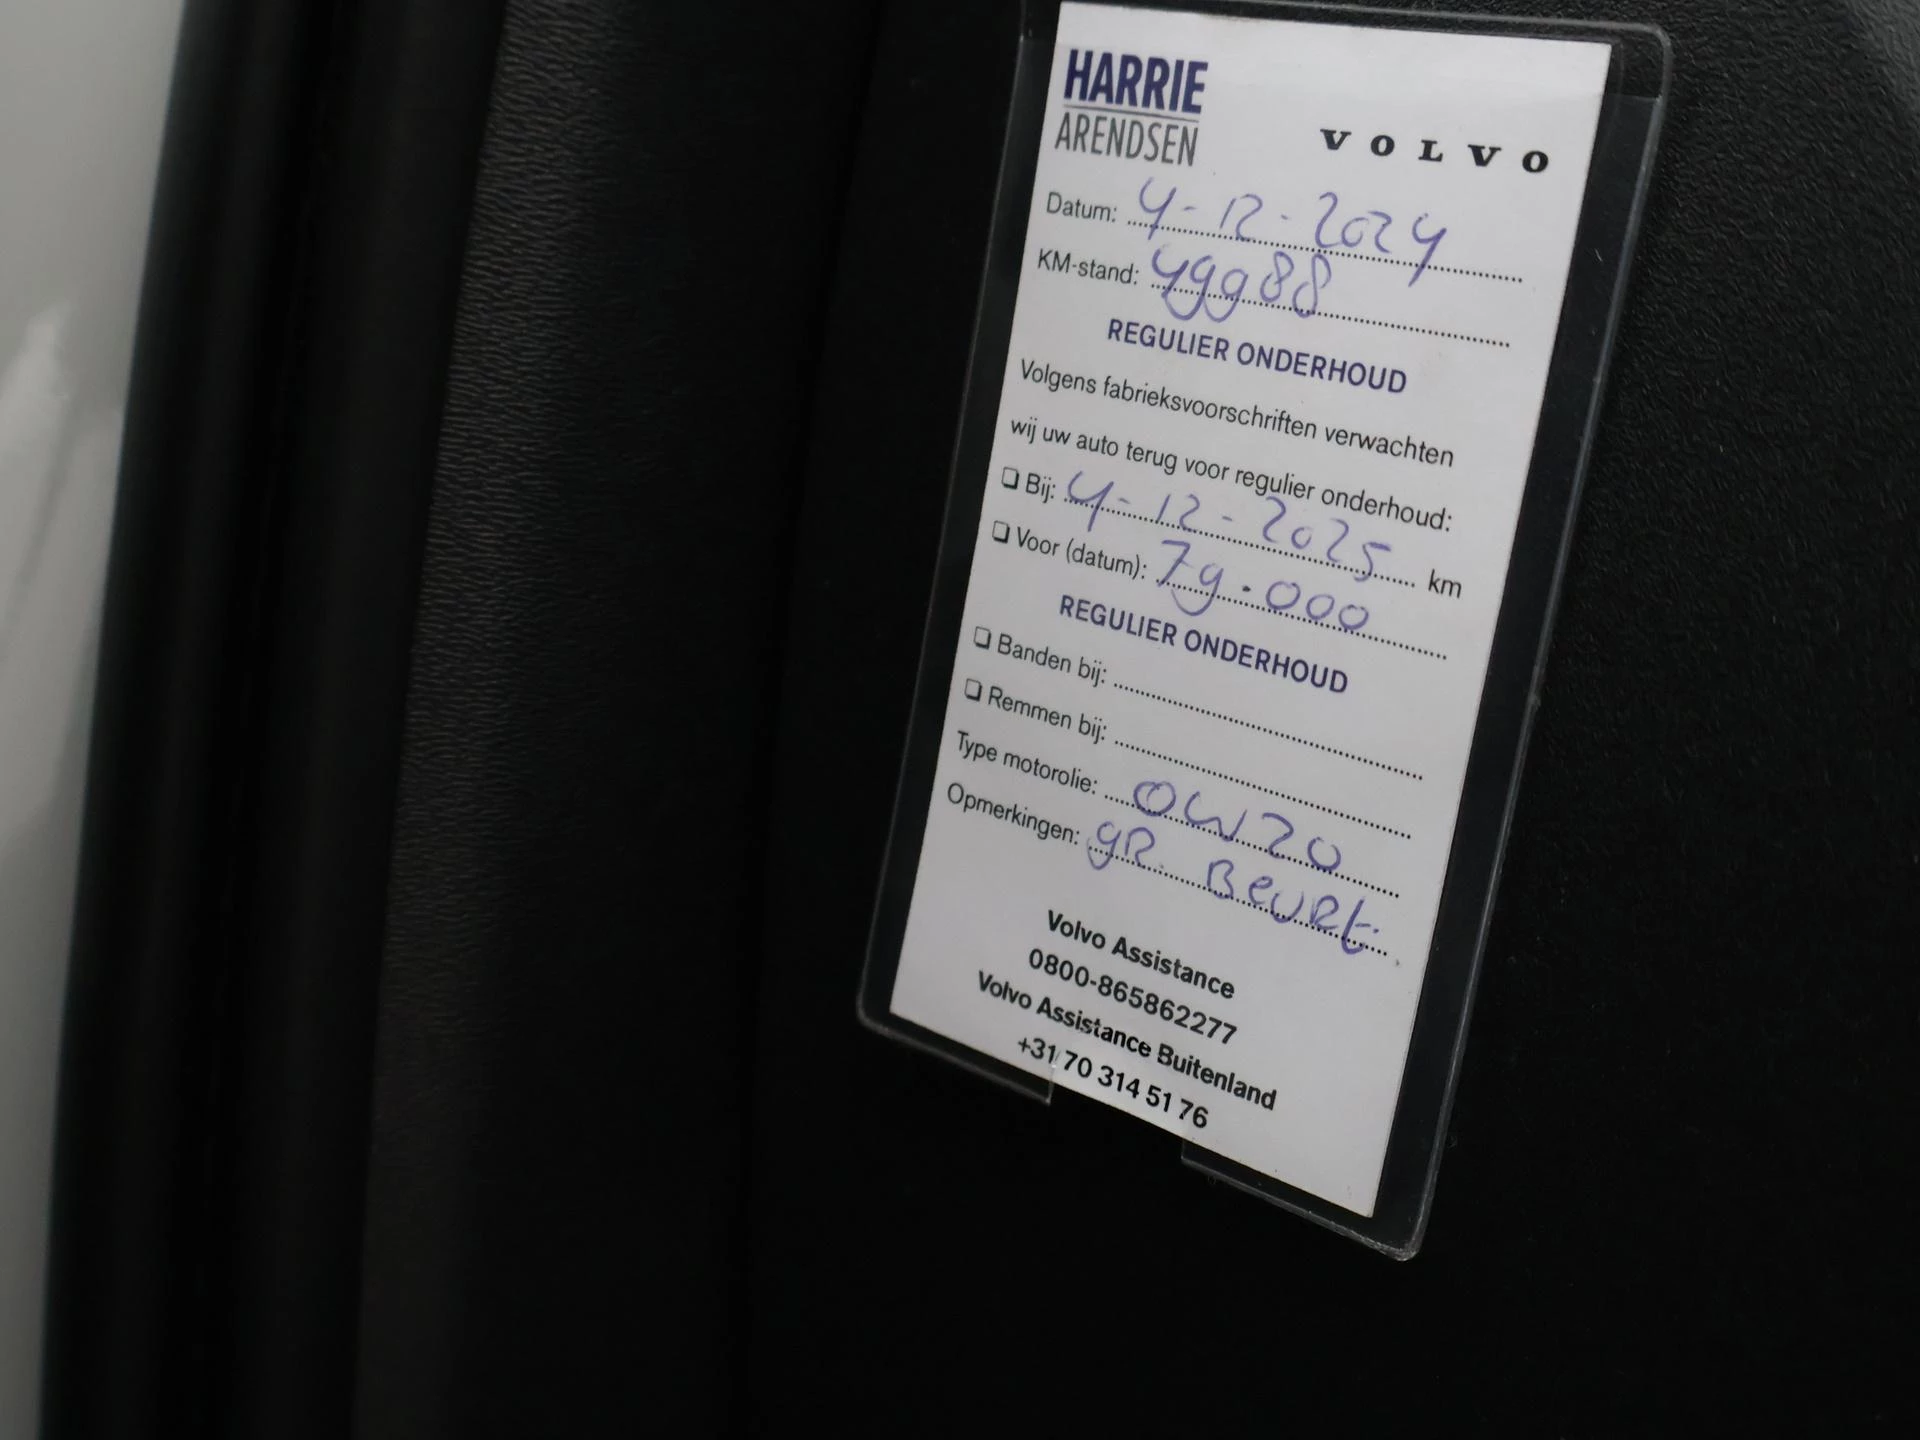 HARRIE
ARENDSEN
VOLVO
Datum: 4-12-2024
KM-stand: 49988
REGULIER ONDERHOUD
Volgens fabrieksvoorschriften verwachten
wij uw auto terug voor regulier onderhoud:
❏ Bij: 4-12-2025 km
❏ Voor (datum): 79.000
REGULIER ONDERHOUD
❏ Banden bij:
❏ Remmen bij:
Type motorolie: 0W20
Opmerkingen: gR. Beurt.
Volvo Assistance
0800-865862277
Volvo Assistance Buitenland
+31 70 314 51 76